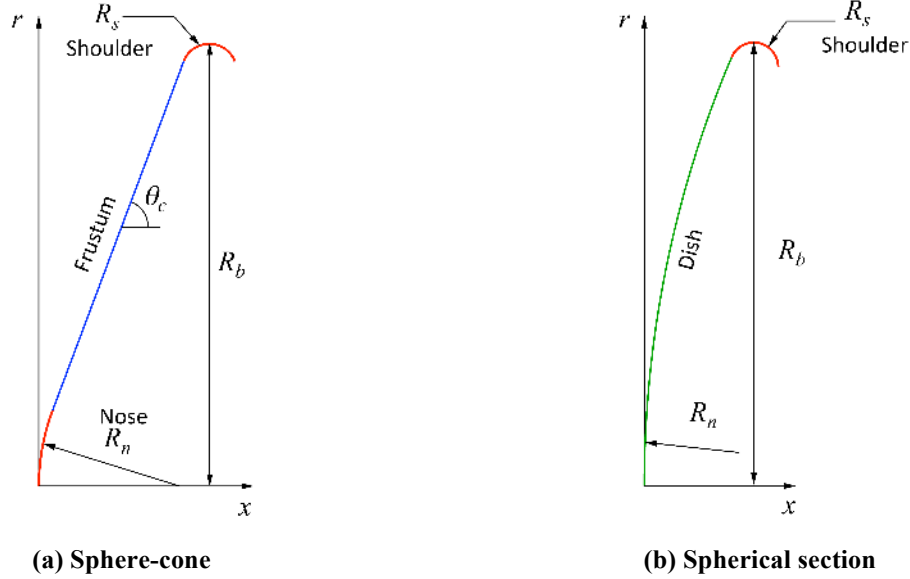 r
R_s
Shoulder
θ_c
Frustum
R_b
Nose
R_n
x
(a) Sphere-cone
r
R_s
Shoulder
Dish
R_b
R_n
x
(b) Spherical section